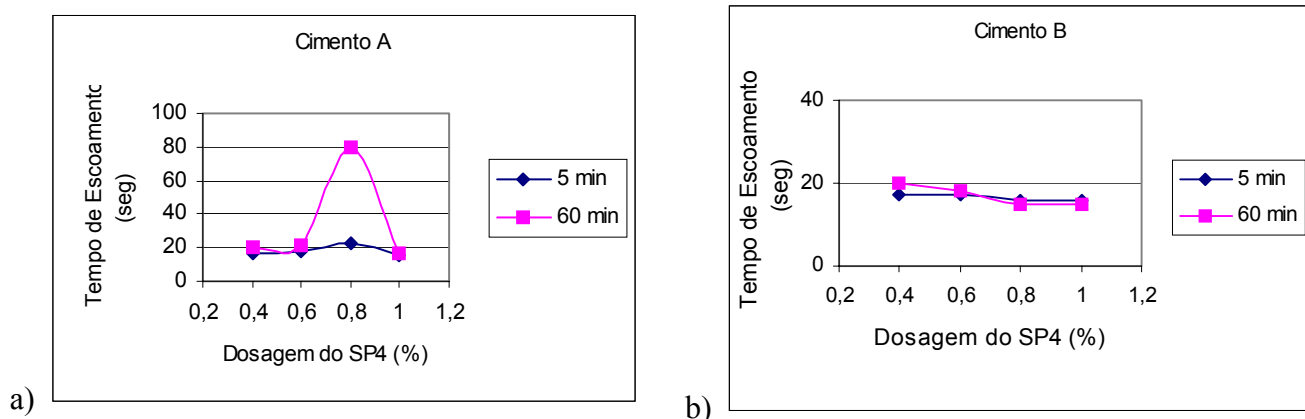 Cimento A
Tempo de Escoamento
(seg)
100
80
60
40
20
0
0,2 0,4 0,6 0,8 1 1,2
Dosagem do SP4 (%)
5 min
60 min
a)
Cimento B
Tempo de Escoamento
(seg)
40
20
0
0,2 0,4 0,6 0,8 1 1,2
Dosagem do SP4 (%)
5 min
60 min
b)